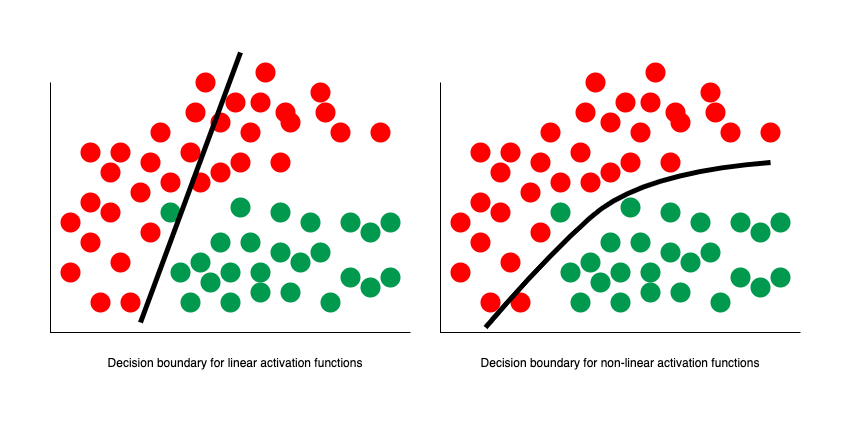 Decision boundary for linear activation functions
Decision boundary for non-linear activation functions